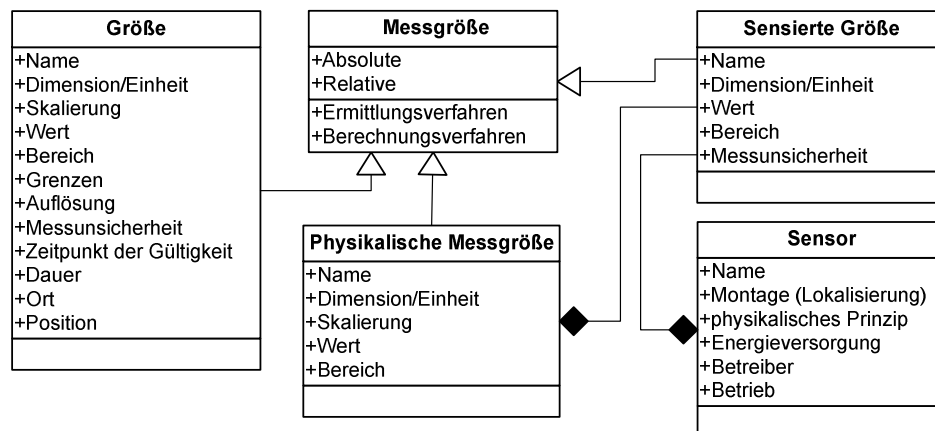 Größe
+Name
+Dimension/Einheit
+Skalierung
+Wert
+Bereich
+Grenzen
+Auflösung
+Messunsicherheit
+Zeitpunkt der Gültigkeit
+Dauer
+Ort
+Position
Messgröße
+Absolute
+Relative
+Ermittlungsverfahren
+Berechnungsverfahren
Physikalische Messgröße
+Name
+Dimension/Einheit
+Skalierung
+Wert
+Bereich
Sensierte Größe
+Name
+Dimension/Einheit
+Wert
+Bereich
+Messunsicherheit
Sensor
+Name
+Montage (Lokalisierung)
+physikalisches Prinzip
+Energieversorgung
+Betreiber
+Betrieb